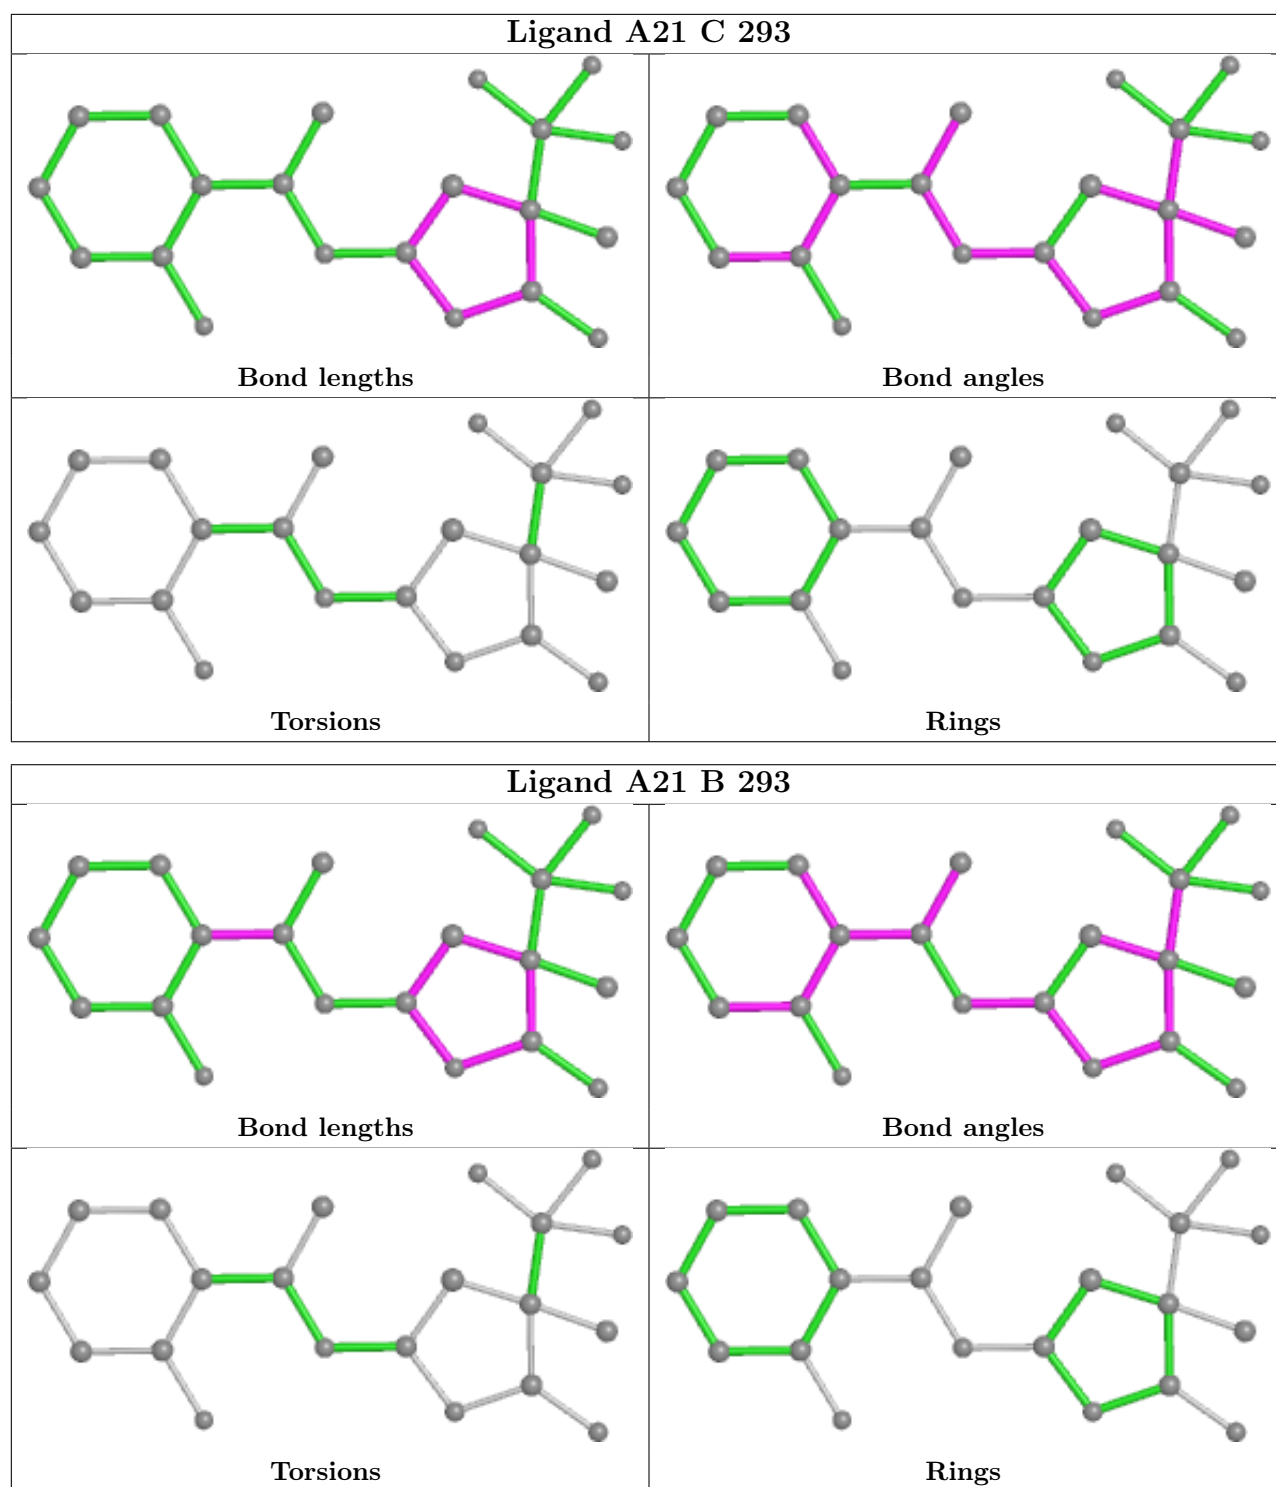 Ligand A21 C 293
Bond lengths
Bond angles
Torsions
Rings
Ligand A21 B 293
Bond lengths
Bond angles
Torsions
Rings